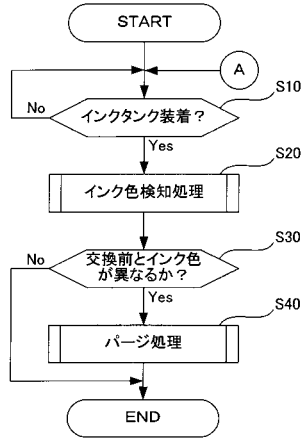 START
A
S10
インクタンク装着？
No
Yes
S20
インク色検知処理
S30
交換前とインク色
が異なるか？
No
Yes
S40
パージ処理
END